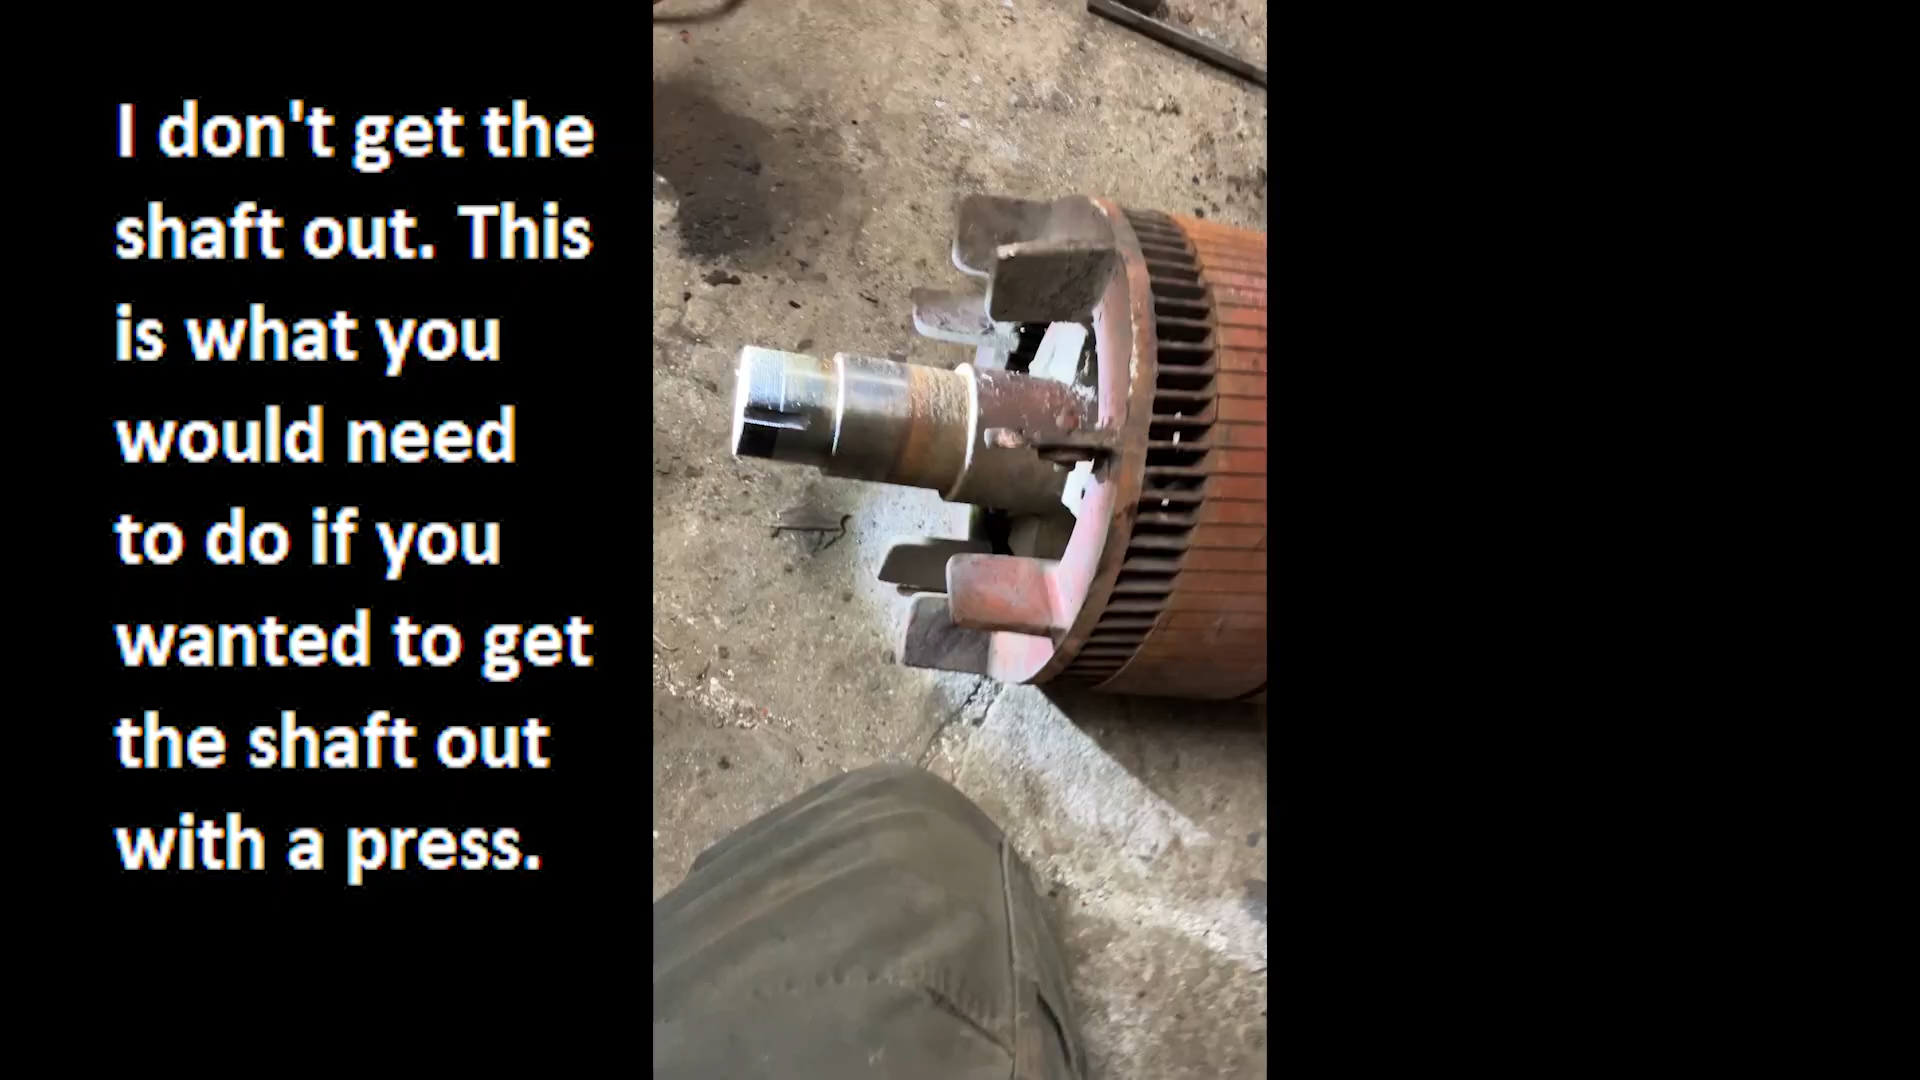 I don't get the
shaft out. This
is what you
would need
to do if you
wanted to get
the shaft out
with a press.